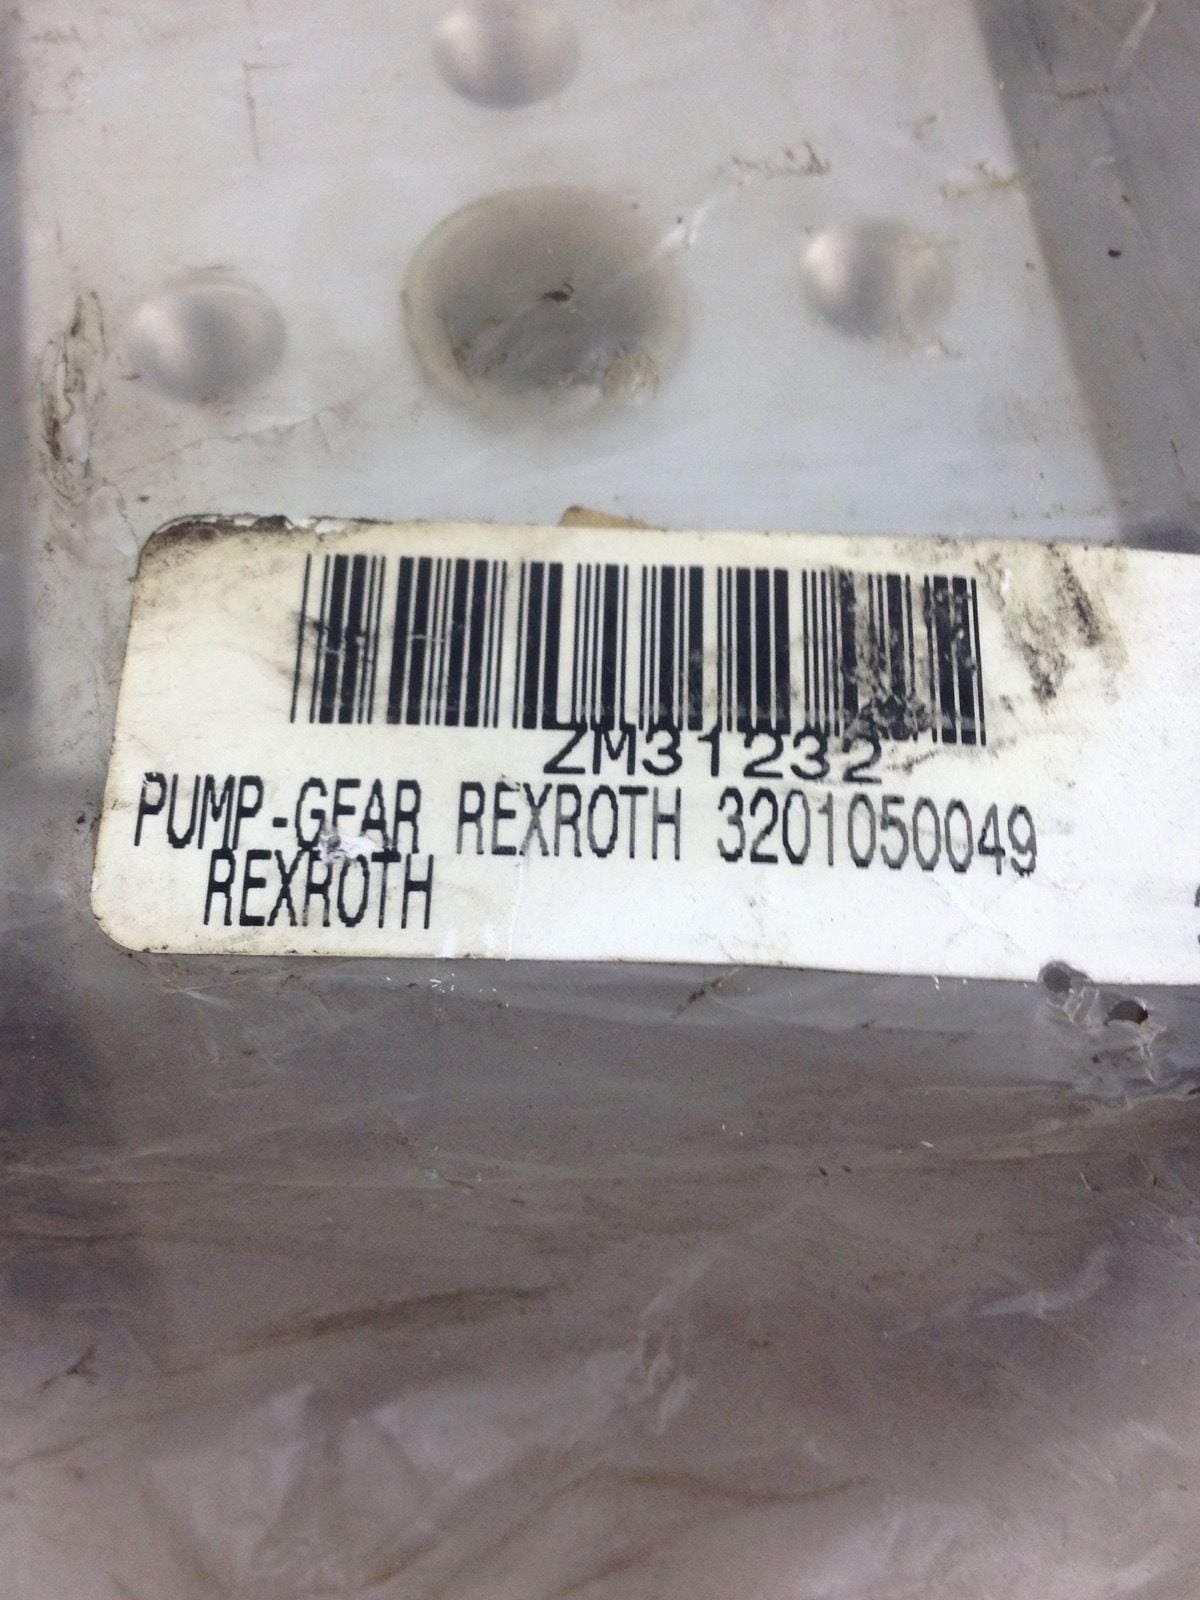 ZM31232
PUMP-GEAR REXROTH 3201050049
REXROTH